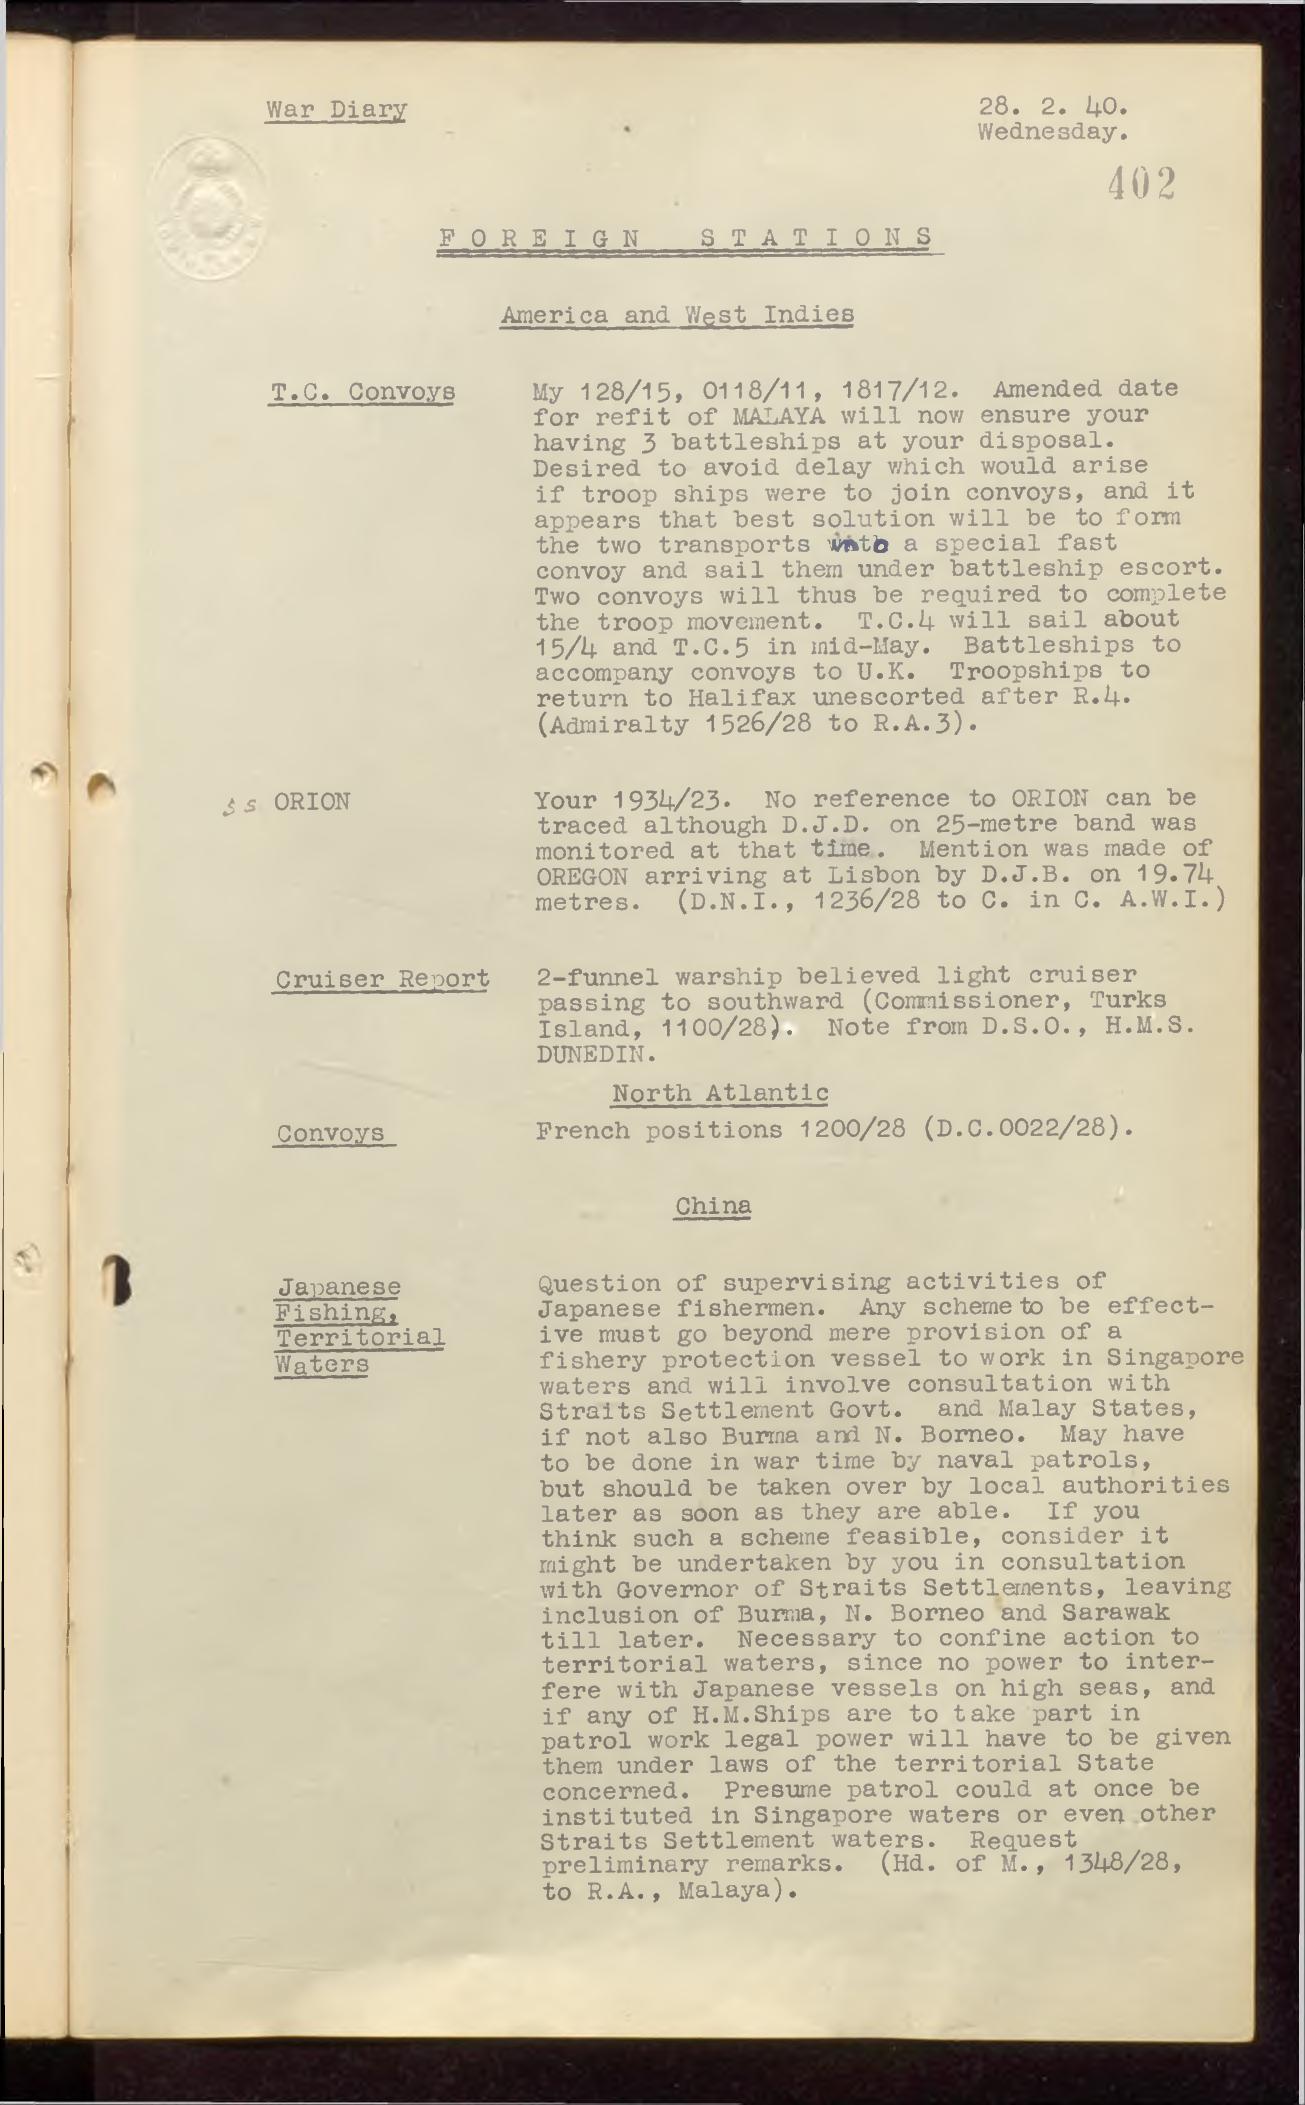 War Diary
28. 2. 40.
Wednesday.
402
FOREIGN STATIONS
America and West Indies
T.C. Convoys
My 128/15, 0118/11, 1817/12. Amended date
for refit of MALAYA will now ensure your
having 3 battleships at your disposal.
Desired to avoid delay which would arise
if troop ships were to join convoys, and it
appears that best solution will be to form
the two transports into a special fast
convoy and sail them under battleship escort.
Two convoys will thus be required to complete
the troop movement. T.C.4 will sail about
15/4 and T.C.5 in mid-May. Battleships to
accompany convoys to U.K. Troopships to
return to Halifax unescorted after R.4.
(Admiralty 1526/28 to R.A.3).
SS ORION
Your 1934/23. No reference to ORION can be
traced although D.J.D. on 25-metre band was
monitored at that time. Mention was made of
OREGON arriving at Lisbon by D.J.B. on 19.74
metres. (D.N.I., 1236/28 to C. in C. A.W.I.)
Cruiser Report
2-funnel warship believed light cruiser
passing to southward (Commissioner, Turks
Island, 1100/28). Note from D.S.O., H.M.S.
DUNEDIN.
North Atlantic
Convoys
French positions 1200/28 (D.C.0022/28).
China
Japanese
Fishing,
Territorial
Waters
Question of supervising activities of
Japanese fishermen. Any scheme to be effect-
ive must go beyond mere provision of a
fishery protection vessel to work in Singapore
waters and will involve consultation with
Straits Settlement Govt. and Malay States,
if not also Burma and N. Borneo. May have
to be done in war time by naval patrols,
but should be taken over by local authorities
later as soon as they are able. If you
think such a scheme feasible, consider it
might be undertaken by you in consultation
with Governor of Straits Settlements, leaving
inclusion of Burma, N. Borneo and Sarawak
till later. Necessary to confine action to
territorial waters, since no power to inter-
fere with Japanese vessels on high seas, and
if any of H.M.Ships are to take part in
patrol work legal power will have to be given
them under laws of the territorial State
concerned. Presume patrol could at once be
instituted in Singapore waters or even other
Straits Settlement waters. Request
preliminary remarks. (Hd. of M., 1348/28,
to R.A., Malaya).